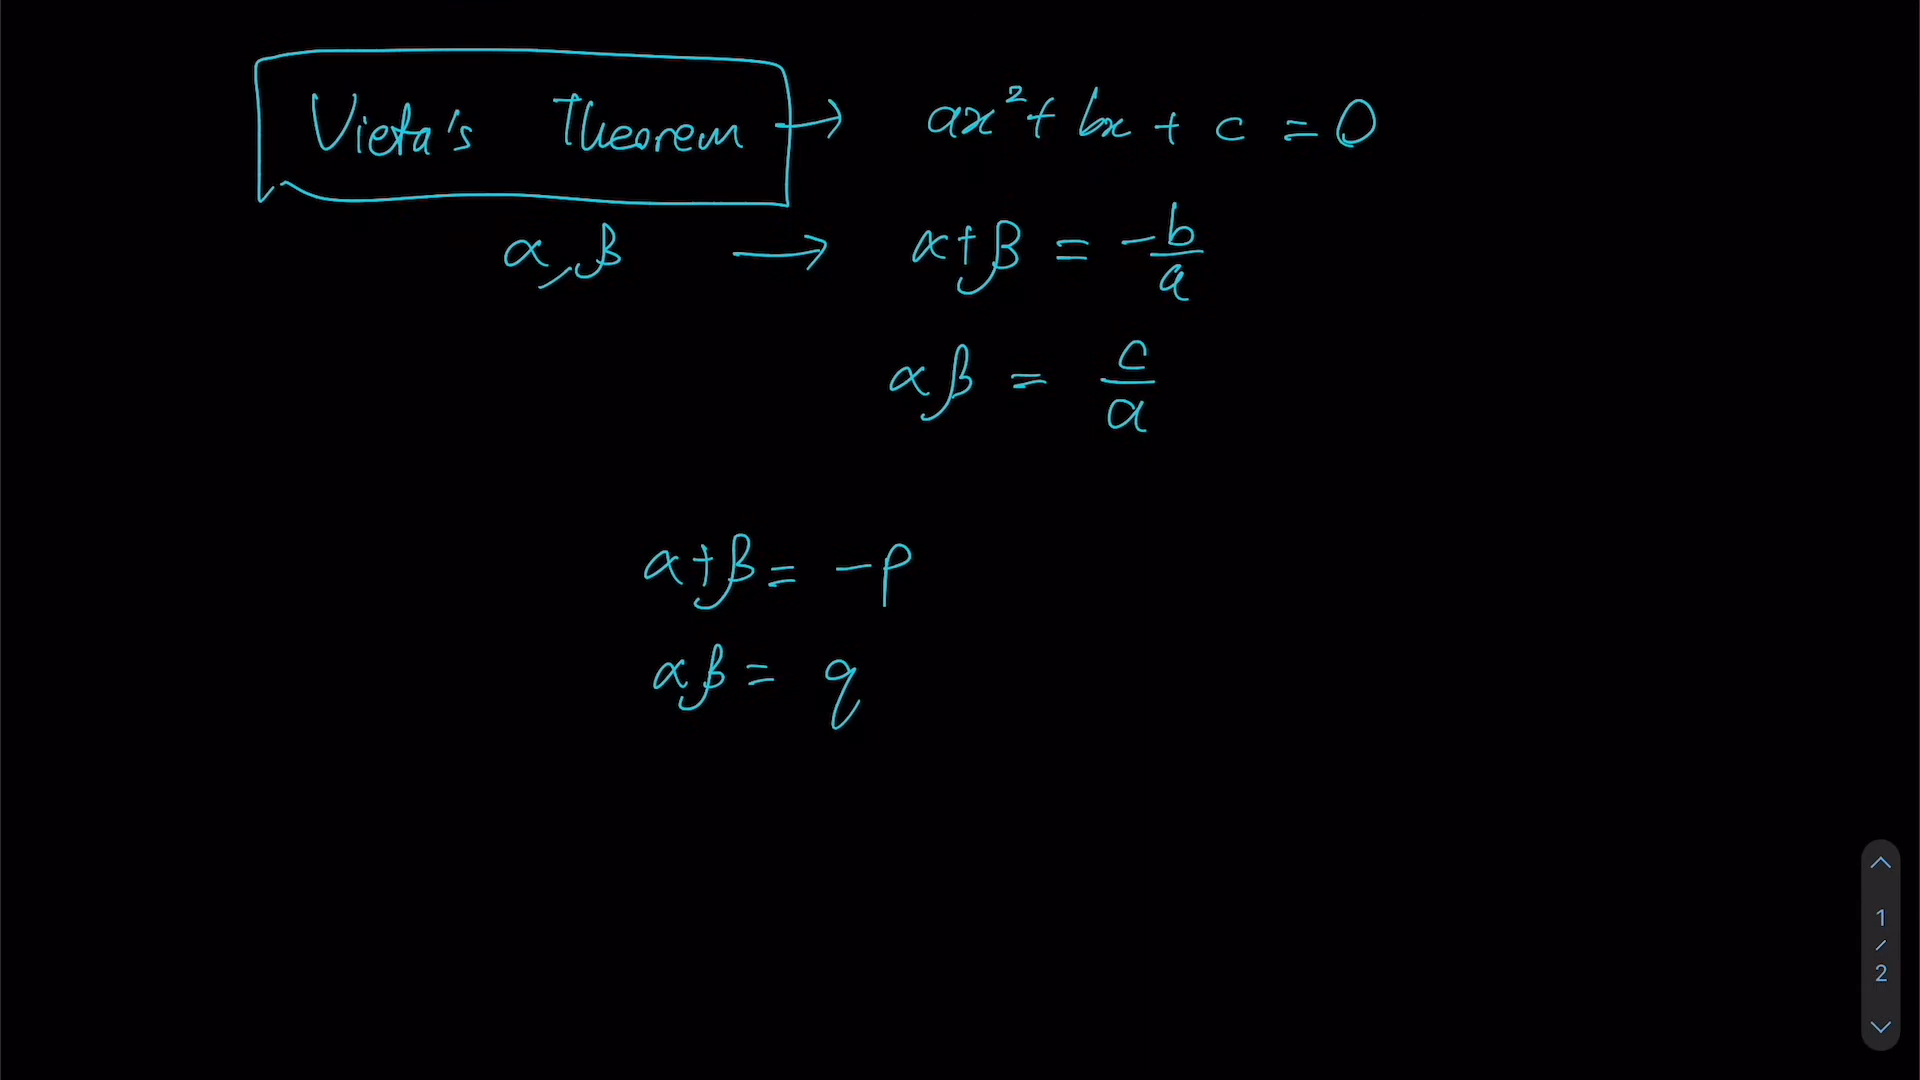 Vieta's Theorem → ax² + bx + c = 0
α, β → α+β = -b/a
αβ = c/a
α+β = -p
αβ = q
1
/
2